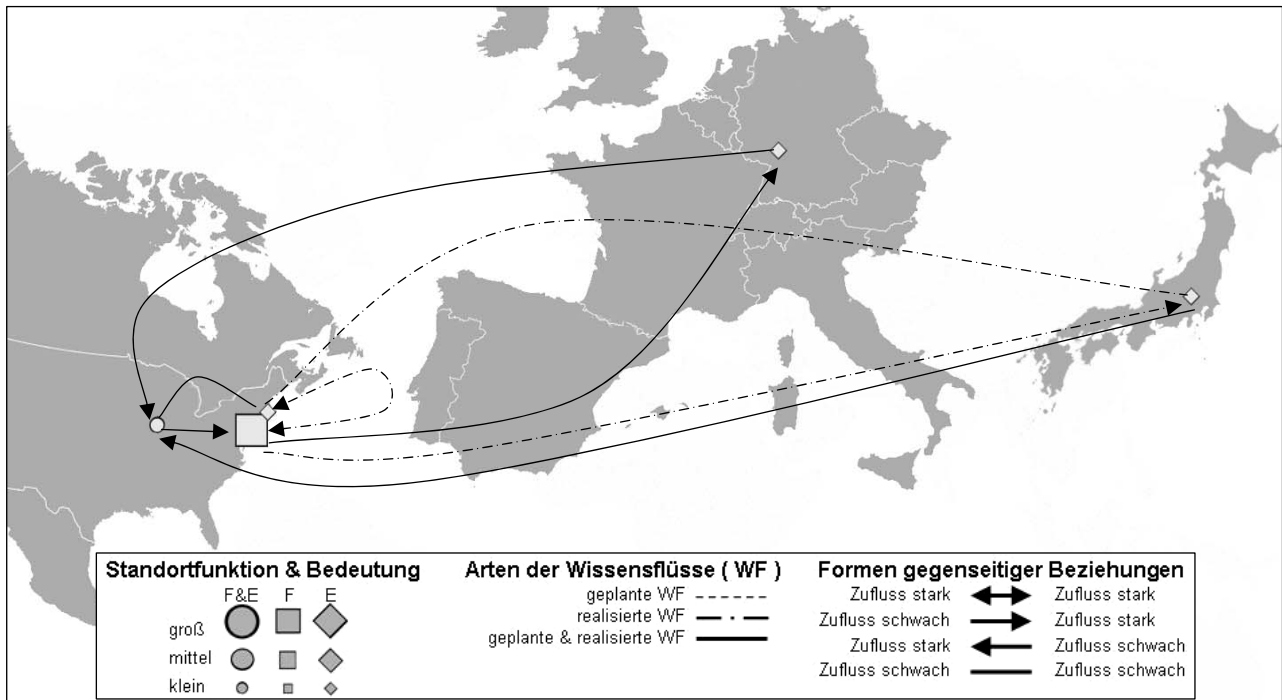 Standortfunktion & Bedeutung
F&E F E
groß
mittel
klein
Arten der Wissensflüsse ( WF )
geplante WF
realisierte WF
geplante & realisierte WF
Formen gegenseitiger Beziehungen
Zufluss stark Zufluss stark
Zufluss schwach Zufluss stark
Zufluss stark Zufluss schwach
Zufluss schwach Zufluss schwach